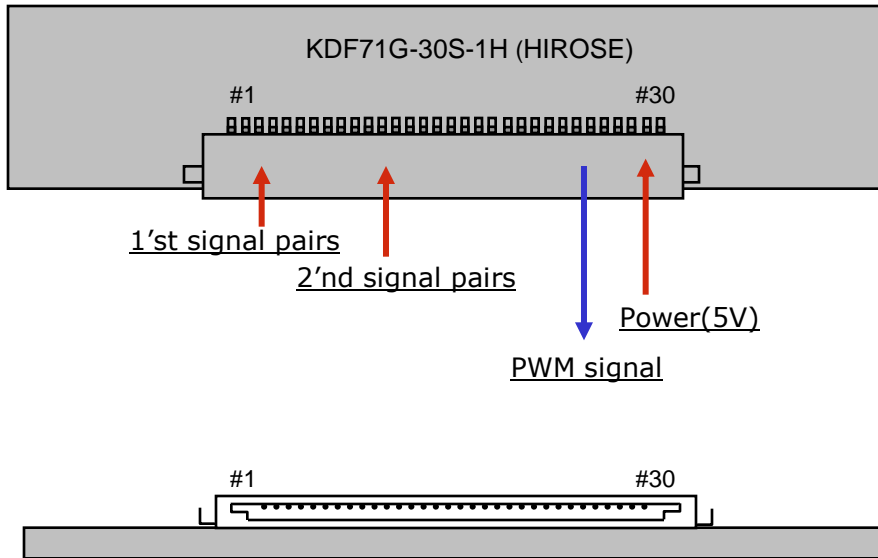 KDF71G-30S-1H (HIROSE)
#1 #30
1'st signal pairs
2'nd signal pairs
Power(5V)
PWM signal
#1 #30